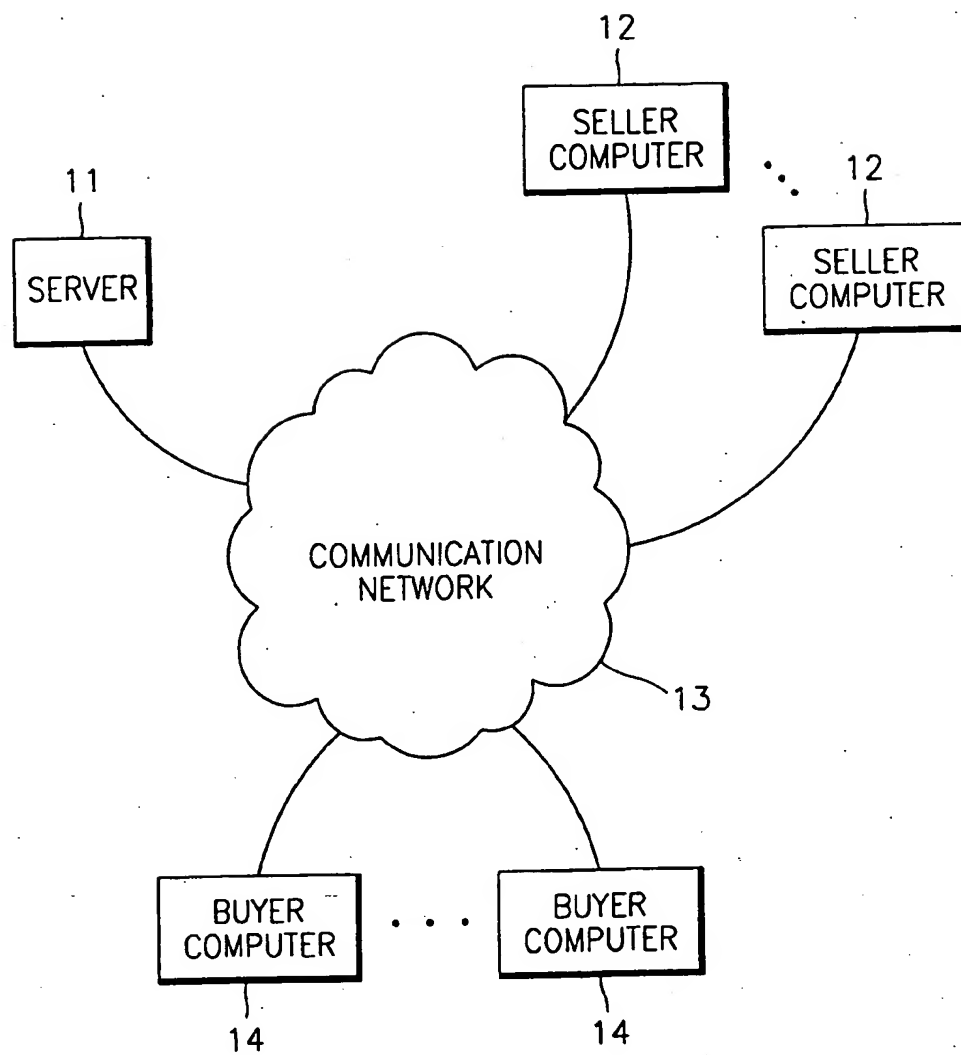 12
SELLER
COMPUTER
11
12
SERVER
SELLER
COMPUTER
COMMUNICATION
NETWORK
13
BUYER
COMPUTER
BUYER
COMPUTER
14
14